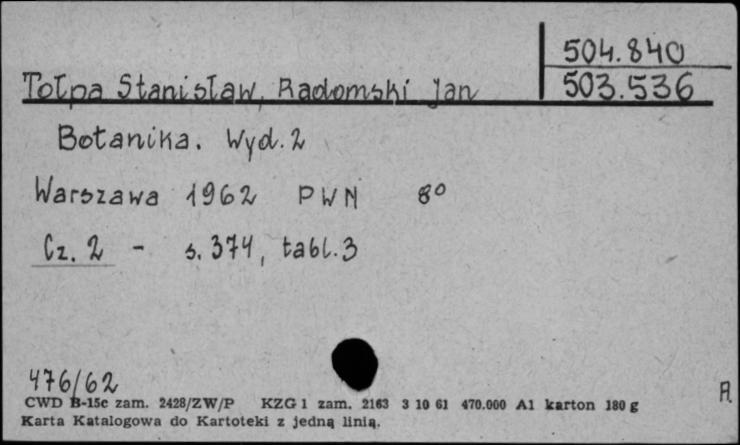 504.840
503.536
Tołpa Stanisław, Radomski Jan
Botanika. Wyd. 2
Warszawa 1962 PWN 8°
Cz. 2 - s. 374, tabl. 3
476/62
A.
CWD B-15c zam. 2428/ZW/P KZG 1 zam. 2163 3 10 61 470.000 A1 karton 180 g
Karta Katalogowa do Kartoteki z jedną linią.